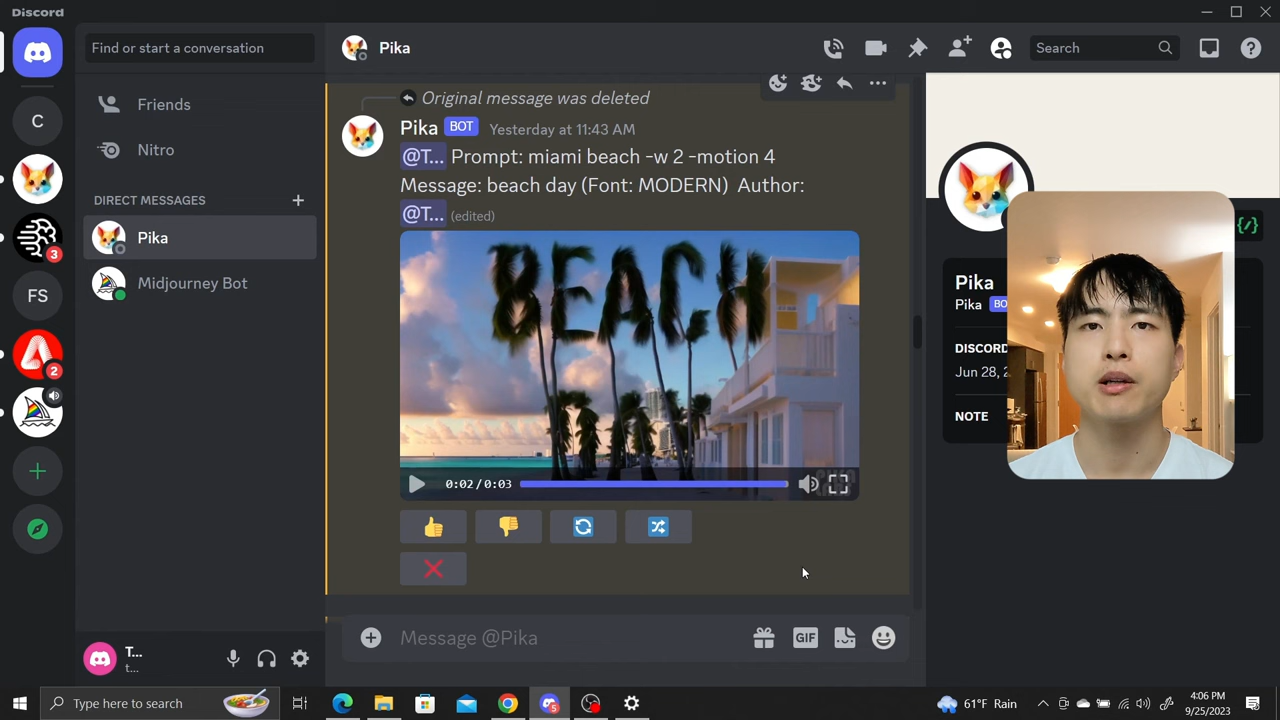 Discord
Find or start a conversation
Pika
Search
Friends
Nitro
DIRECT MESSAGES
Pika
Midjourney Bot
C
3
FS
2
Original message was deleted
Pika BOT Yesterday at 11:43 AM
@T... Prompt: miami beach -w 2 -motion 4
Message: beach day (Font: MODERN) Author:
@T... (edited)
BEACH
0:02/0:03
Message @Pika
GIF
Pika
Pika
DISCORD
Jun 28, 2
NOTE
T...
t...
Type here to search
61°F Rain
4:06 PM
9/25/2023